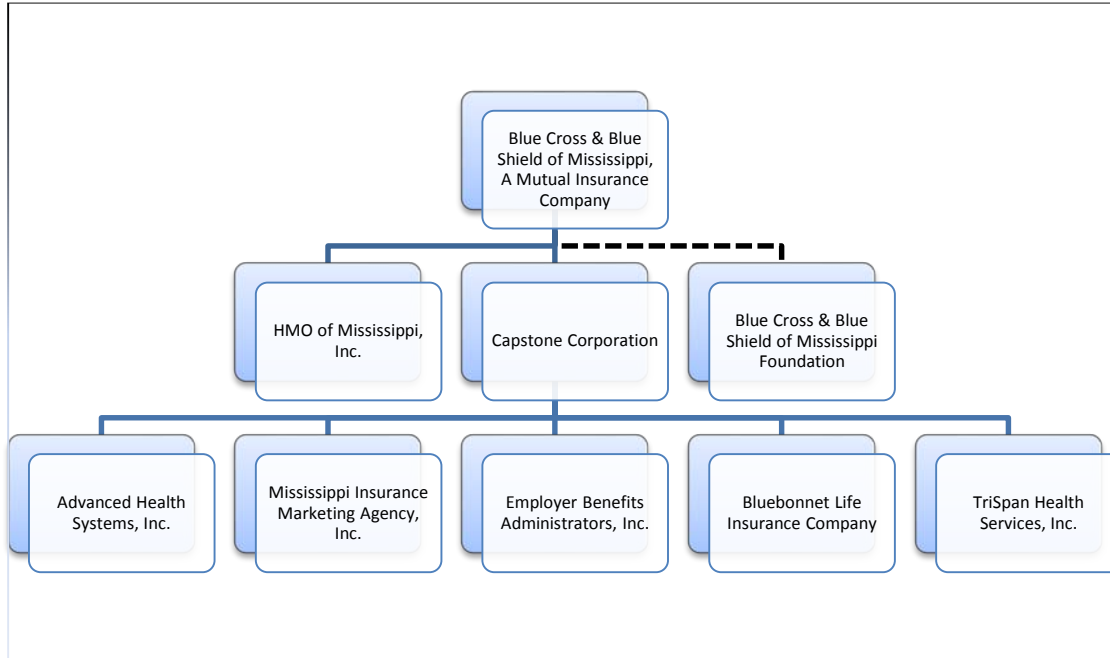 Blue Cross & Blue
Shield of Mississippi,
A Mutual Insurance
Company
HMO of Mississippi,
Inc.
Capstone Corporation
Blue Cross & Blue
Shield of Mississippi
Foundation
Advanced Health
Systems, Inc.
Mississippi Insurance
Marketing Agency,
Inc.
Employer Benefits
Administrators, Inc.
Bluebonnet Life
Insurance Company
TriSpan Health
Services, Inc.